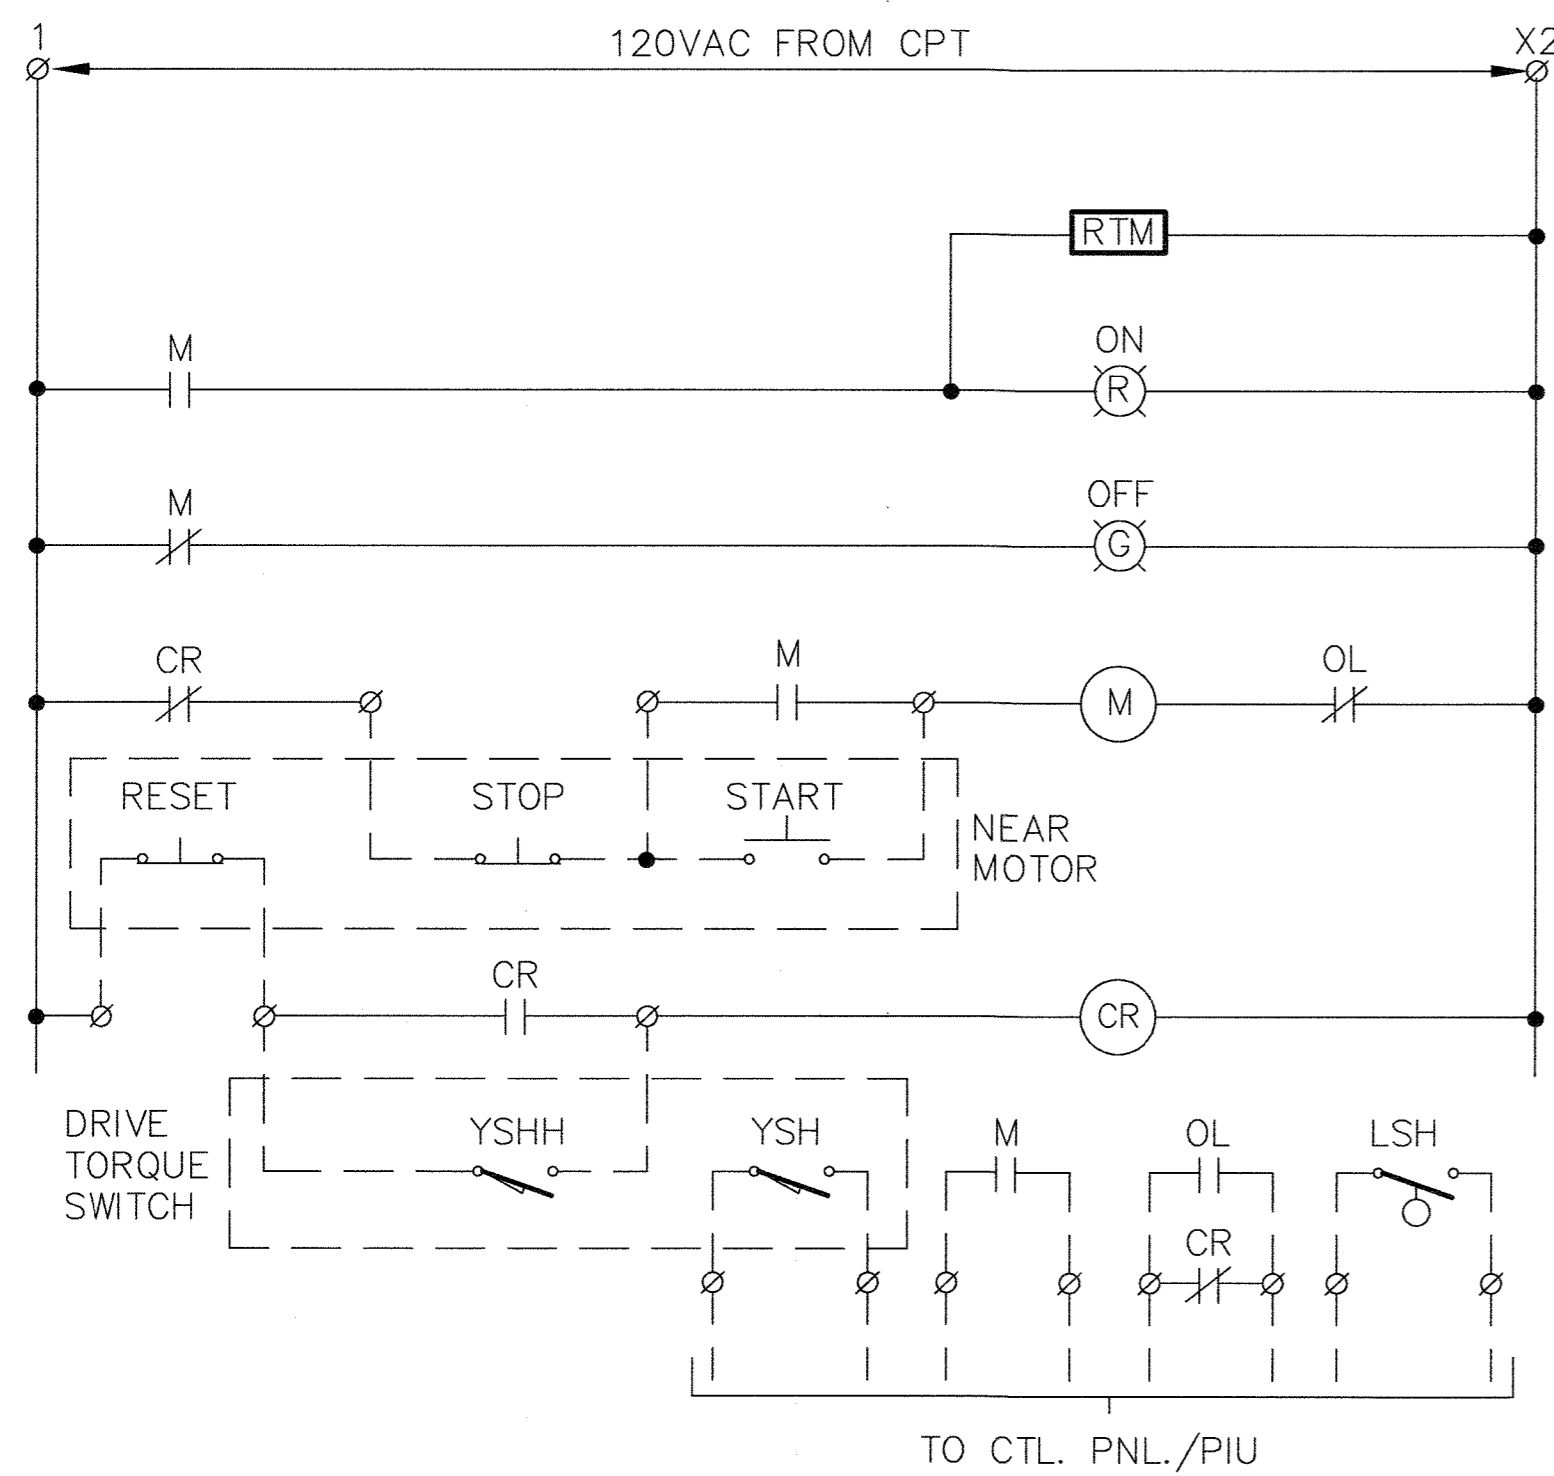 1
120VAC FROM CPT
X2
RTM
M
ON
R
M
OFF
G
CR
M
M
OL
RESET
STOP
START
NEAR
MOTOR
CR
CR
DRIVE
TORQUE
SWITCH
YSHH
YSH
M
OL
LSH
CR
TO CTL. PNL./PIU